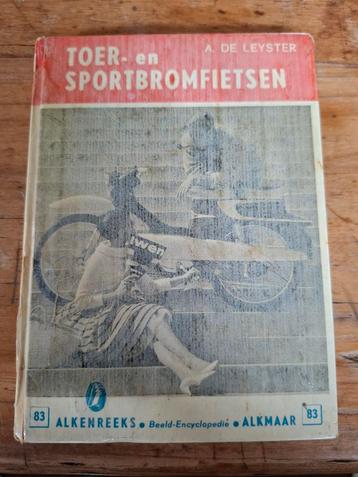 A. DE LEYSTER
TOER- en
SPORTBROMFIETSEN
83 ALKENREEKS • Beeld-Encyclopedie • ALKMAAR 83